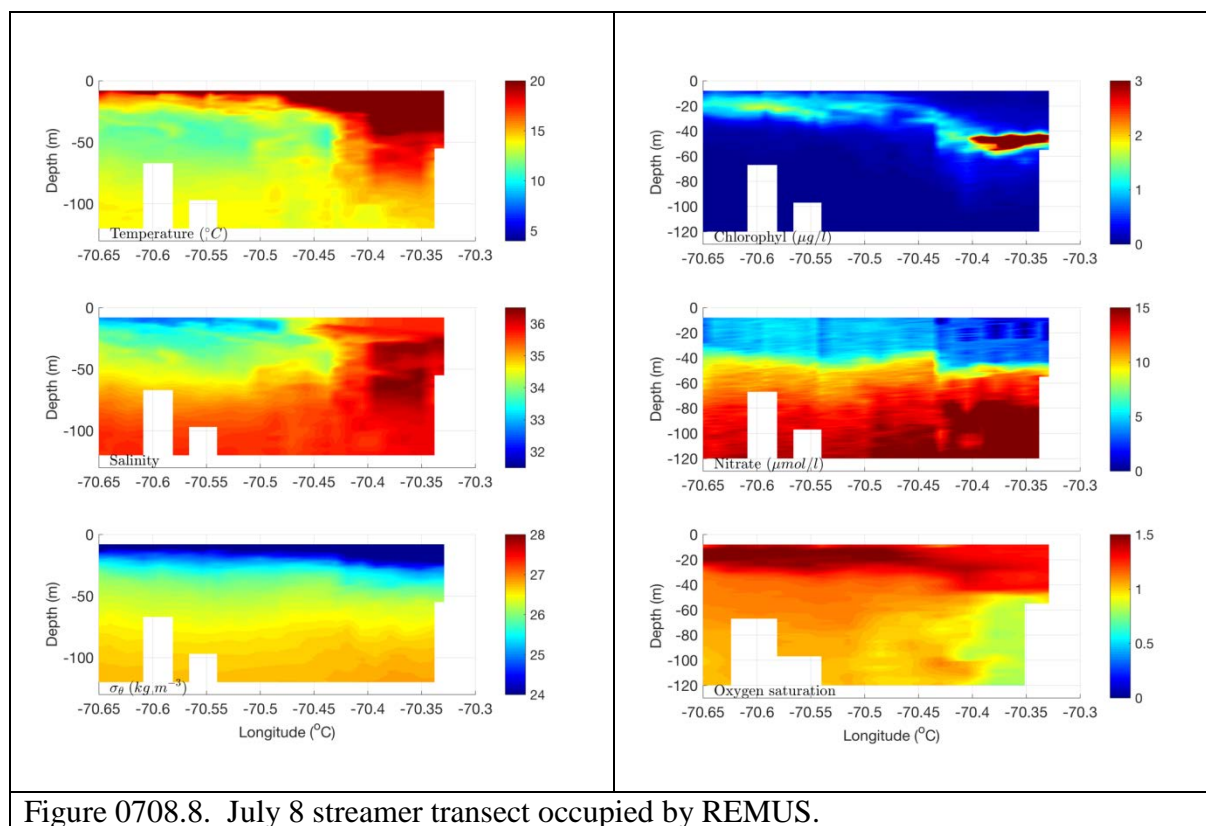 0
-50
-100
Depth (m)
Temperature (°C)
-70.65 -70.6 -70.55 -70.5 -70.45 -70.4 -70.35 -70.3
20
15
10
5
0
-50
-100
Depth (m)
Salinity
-70.65 -70.6 -70.55 -70.5 -70.45 -70.4 -70.35 -70.3
36
35
34
33
32
0
-50
-100
Depth (m)
σθ (kg.m⁻³)
-70.65 -70.6 -70.55 -70.5 -70.45 -70.4 -70.35 -70.3
Longitude (°C)
28
27
26
25
24
0
-20
-40
-60
-80
-100
-120
Depth (m)
Chlorophyl (µg/l)
-70.65 -70.6 -70.55 -70.5 -70.45 -70.4 -70.35 -70.3
3
2
1
0
0
-20
-40
-60
-80
-100
-120
Depth (m)
Nitrate (µmol/l)
-70.65 -70.6 -70.55 -70.5 -70.45 -70.4 -70.35 -70.3
15
10
5
0
0
-20
-40
-60
-80
-100
-120
Depth (m)
Oxygen saturation
-70.65 -70.6 -70.55 -70.5 -70.45 -70.4 -70.35 -70.3
Longitude (°C)
1.5
1
0.5
0
Figure 0708.8. July 8 streamer transect occupied by REMUS.